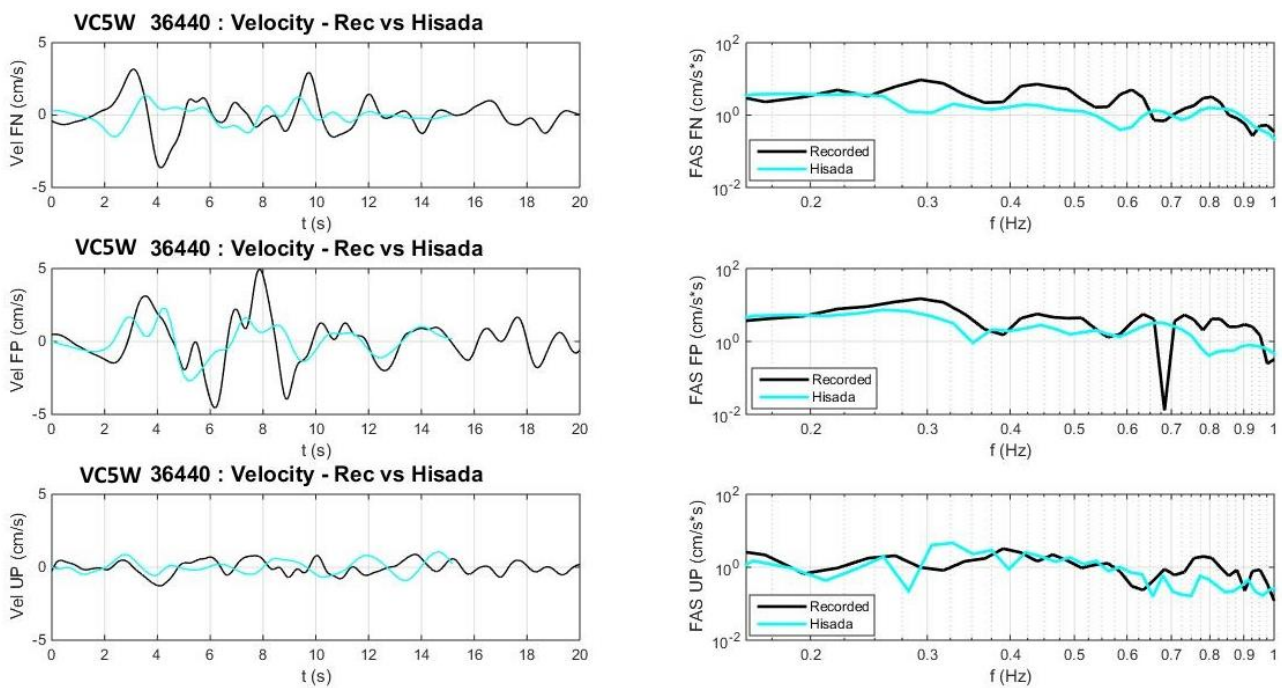 VC5W 36440 : Velocity - Rec vs Hisada
Vel FN (cm/s)
5
0
-5
0 2 4 6 8 10 12 14 16 18 20
t (s)
FAS FN (cm/s*s)
10^2
10^0
10^-2
Recorded
Hisada
0.2 0.3 0.4 0.5 0.6 0.7 0.8 0.9 1
f (Hz)
VC5W 36440 : Velocity - Rec vs Hisada
Vel FP (cm/s)
5
0
-5
0 2 4 6 8 10 12 14 16 18 20
t (s)
FAS FP (cm/s*s)
10^2
10^0
10^-2
Recorded
Hisada
0.2 0.3 0.4 0.5 0.6 0.7 0.8 0.9 1
f (Hz)
VC5W 36440 : Velocity - Rec vs Hisada
Vel UP (cm/s)
5
0
-5
0 2 4 6 8 10 12 14 16 18 20
t (s)
FAS UP (cm/s*s)
10^2
10^0
10^-2
Recorded
Hisada
0.2 0.3 0.4 0.5 0.6 0.7 0.8 0.9 1
f (Hz)